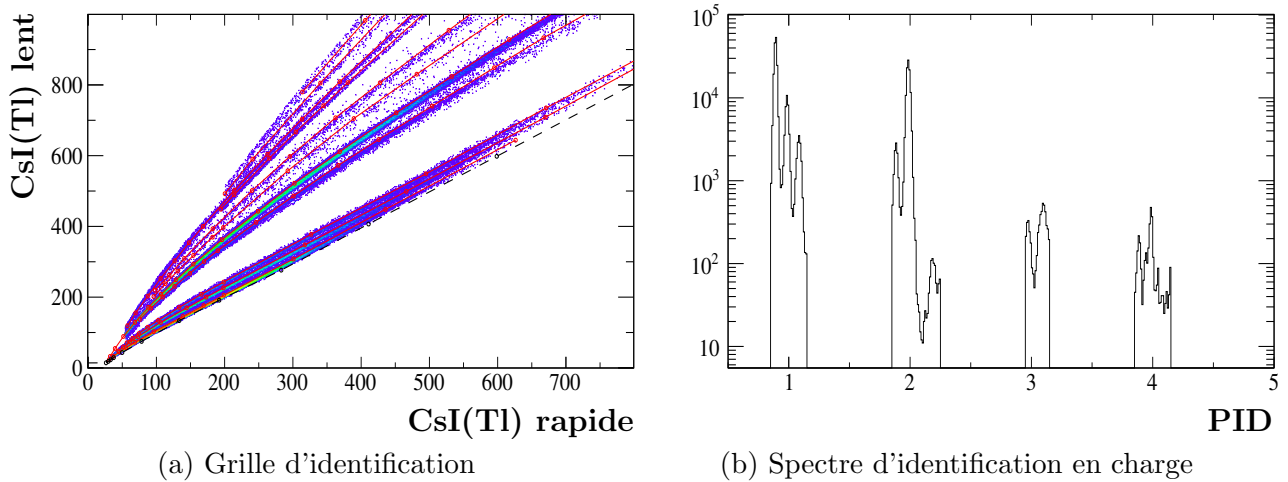 CsI(Tl) lent
800
600
400
200
0
0 100 200 300 400 500 600 700
CsI(Tl) rapide
(a) Grille d'identification
10^5
10^4
10^3
10^2
10
1 2 3 4 5
PID
(b) Spectre d'identification en charge